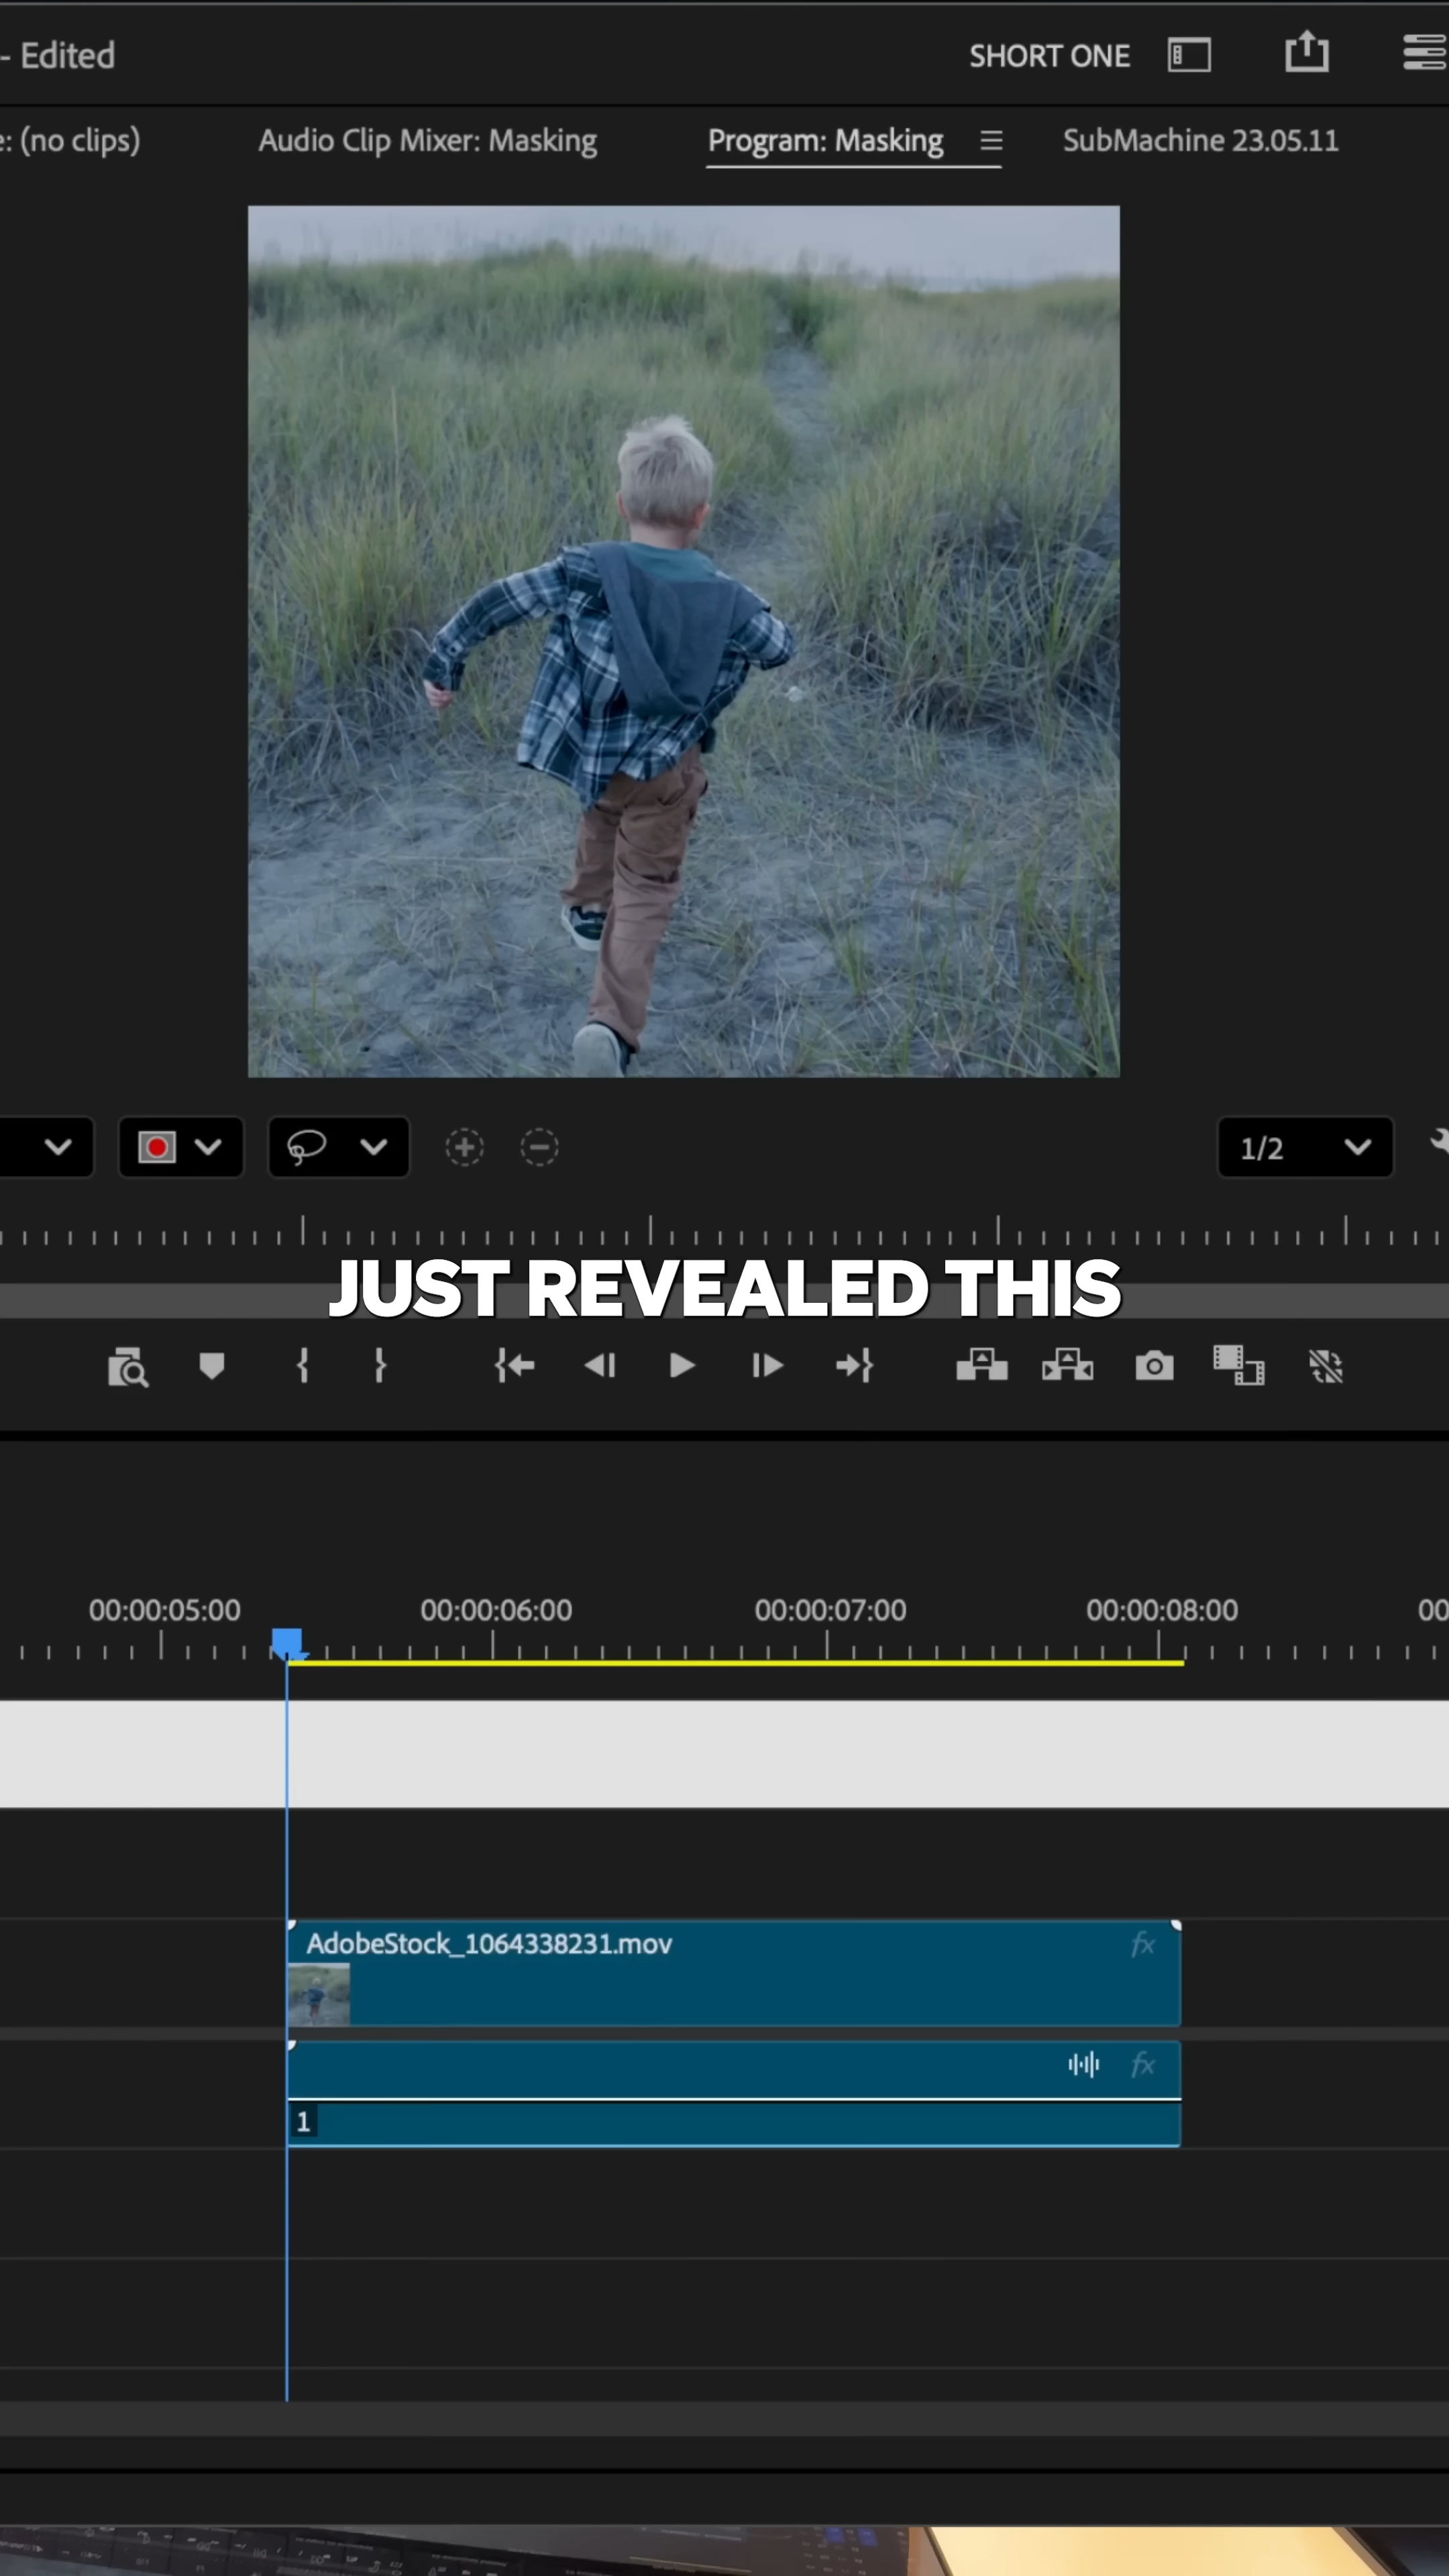 - Edited
SHORT ONE
e: (no clips)
Audio Clip Mixer: Masking
Program: Masking
SubMachine 23.05.11
1/2
JUST REVEALED THIS
00:00:05:00
00:00:06:00
00:00:07:00
00:00:08:00
00
AdobeStock_1064338231.mov
fx
fx
1